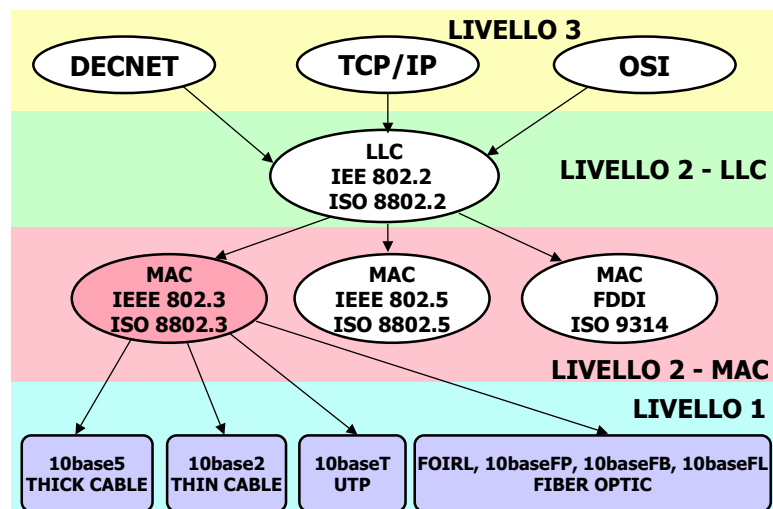 LIVELLO 3
DECNET
TCP/IP
OSI
LLC
IEE 802.2
ISO 8802.2
LIVELLO 2 - LLC
MAC
IEEE 802.3
ISO 8802.3
MAC
IEEE 802.5
ISO 8802.5
MAC
FDDI
ISO 9314
LIVELLO 2 - MAC
LIVELLO 1
10base5
THICK CABLE
10base2
THIN CABLE
10baseT
UTP
FOIRL, 10baseFP, 10baseFB, 10baseFL
FIBER OPTIC